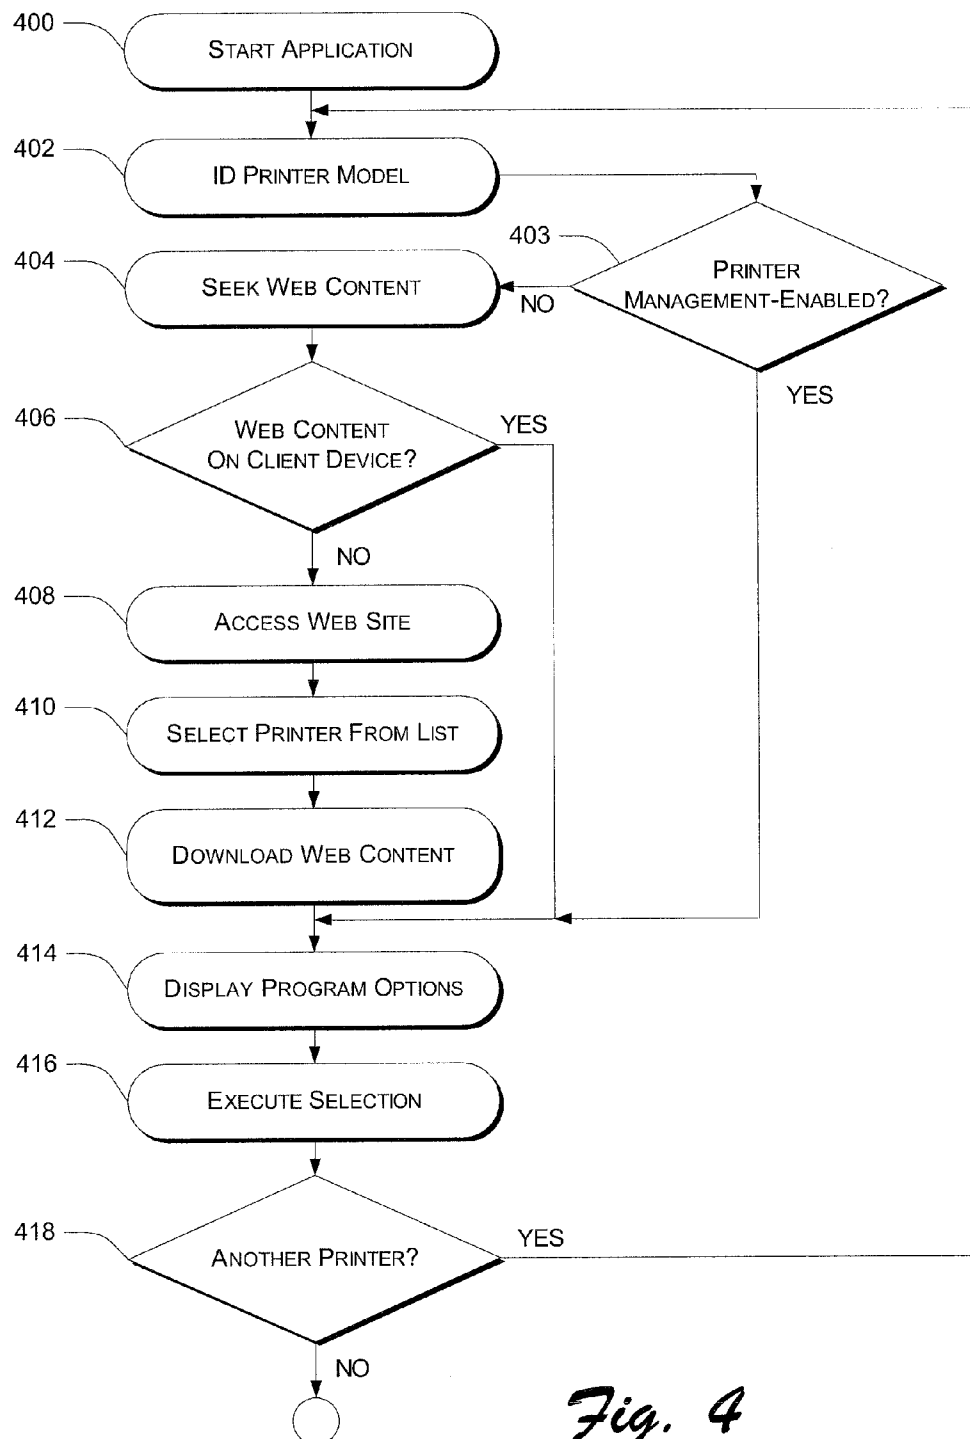 400
START APPLICATION
402
ID PRINTER MODEL
403
PRINTER
MANAGEMENT-ENABLED?
404
SEEK WEB CONTENT
NO
YES
406
WEB CONTENT
ON CLIENT DEVICE?
YES
NO
408
ACCESS WEB SITE
410
SELECT PRINTER FROM LIST
412
DOWNLOAD WEB CONTENT
414
DISPLAY PROGRAM OPTIONS
416
EXECUTE SELECTION
418
ANOTHER PRINTER?
YES
NO
Fig. 4